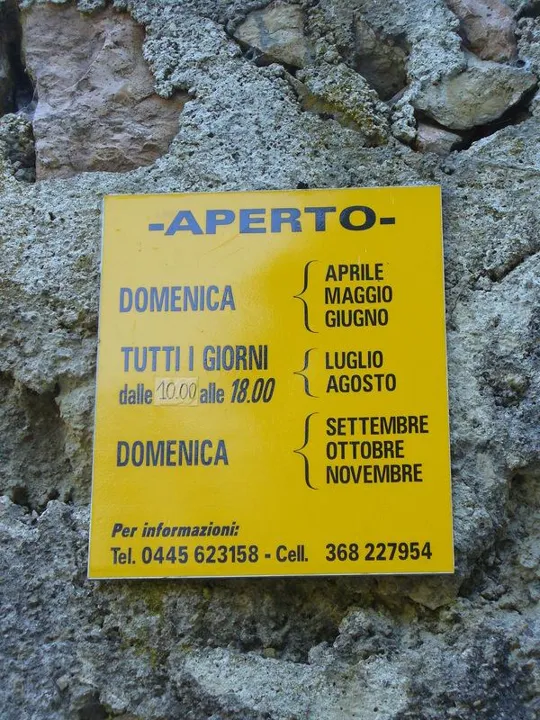 -APERTO-
DOMENICA
APRILE
MAGGIO
GIUGNO
TUTTI I GIORNI
dalle 10.00 alle 18.00
LUGLIO
AGOSTO
DOMENICA
SETTEMBRE
OTTOBRE
NOVEMBRE
Per informazioni:
Tel. 0445 623158 - Cell. 368 227954